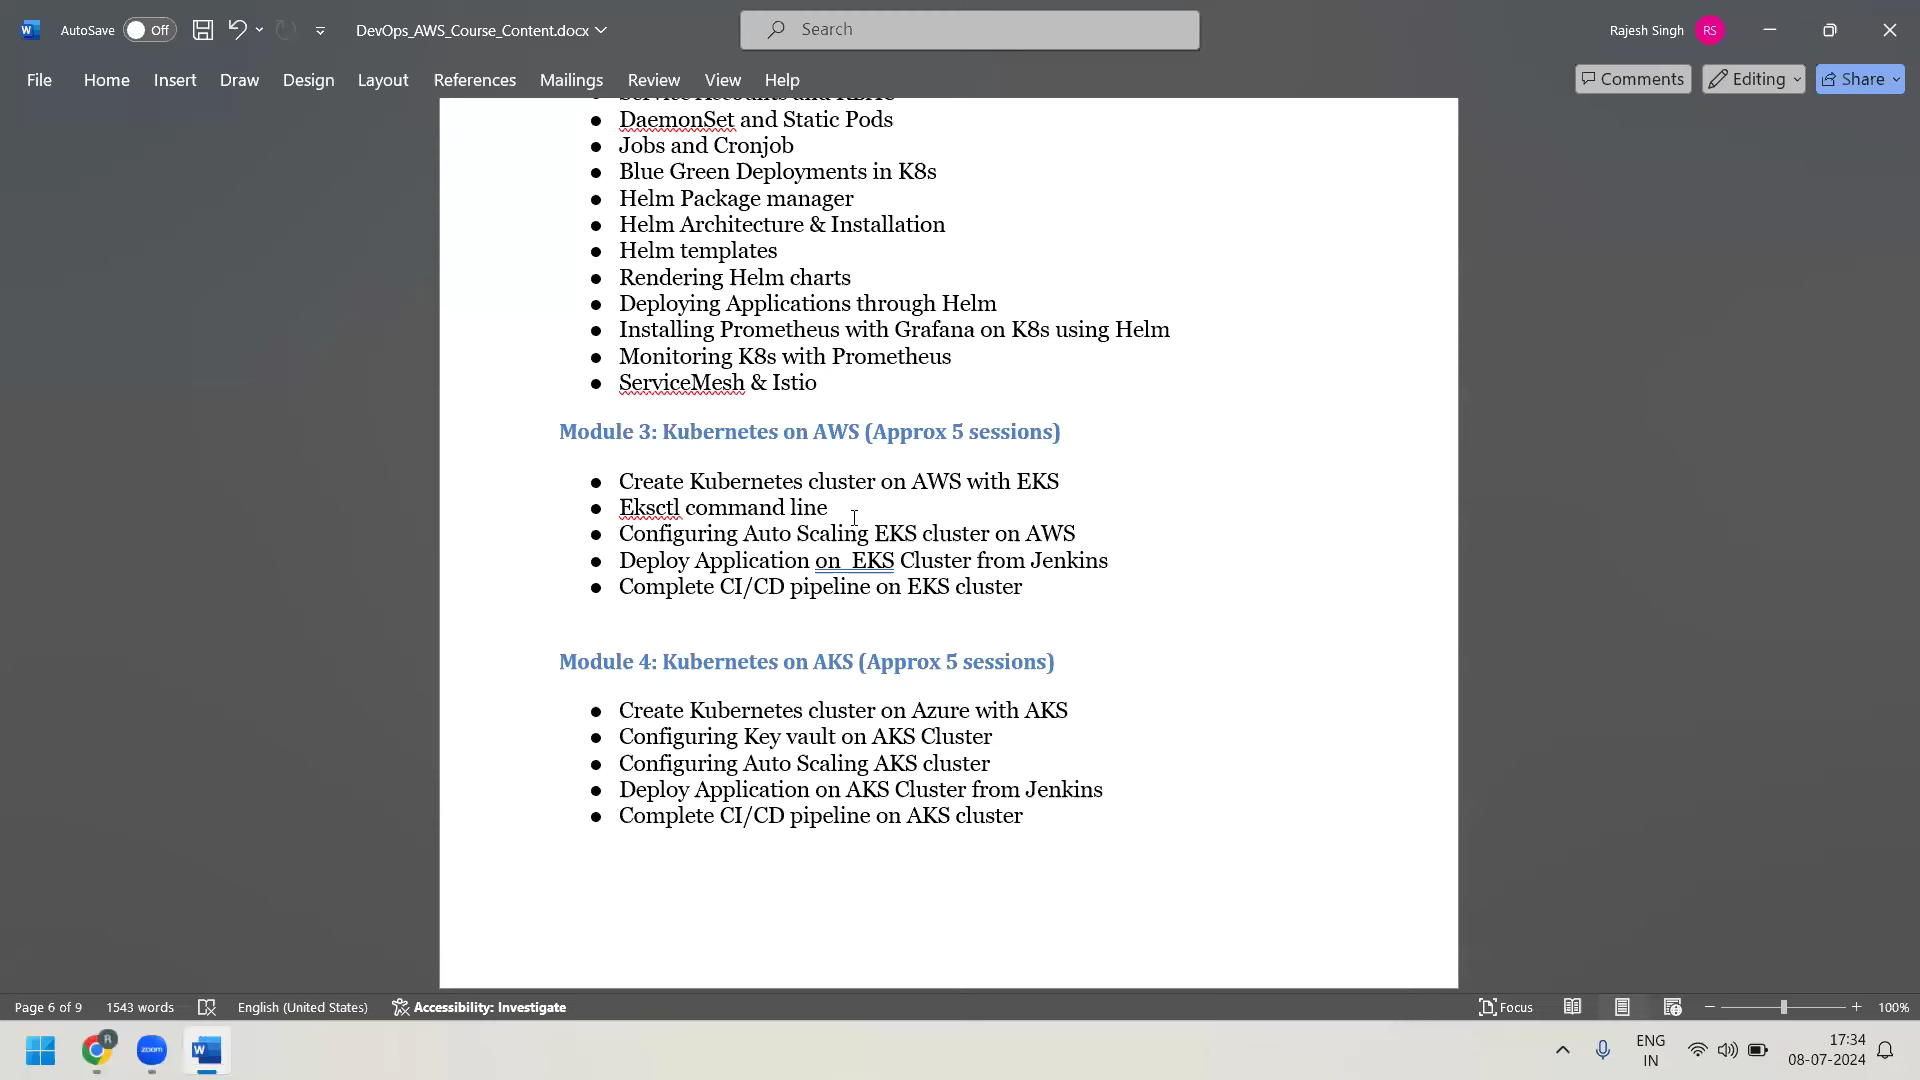 AutoSave Off DevOps_AWS_Course_Content.docx Search Rajesh Singh RS
File Home Insert Draw Design Layout References Mailings Review View Help Comments Editing Share
● DaemonSet and Static Pods
● Jobs and Cronjob
● Blue Green Deployments in K8s
● Helm Package manager
● Helm Architecture & Installation
● Helm templates
● Rendering Helm charts
● Deploying Applications through Helm
● Installing Prometheus with Grafana on K8s using Helm
● Monitoring K8s with Prometheus
● ServiceMesh & Istio
Module 3: Kubernetes on AWS (Approx 5 sessions)
● Create Kubernetes cluster on AWS with EKS
● Eksctl command line
● Configuring Auto Scaling EKS cluster on AWS
● Deploy Application on  EKS Cluster from Jenkins
● Complete CI/CD pipeline on EKS cluster
Module 4: Kubernetes on AKS (Approx 5 sessions)
● Create Kubernetes cluster on Azure with AKS
● Configuring Key vault on AKS Cluster
● Configuring Auto Scaling AKS cluster
● Deploy Application on AKS Cluster from Jenkins
● Complete CI/CD pipeline on AKS cluster
Page 6 of 9 1543 words English (United States) Accessibility: Investigate Focus 100%
R zoom W ENG 17:34
IN 08-07-2024